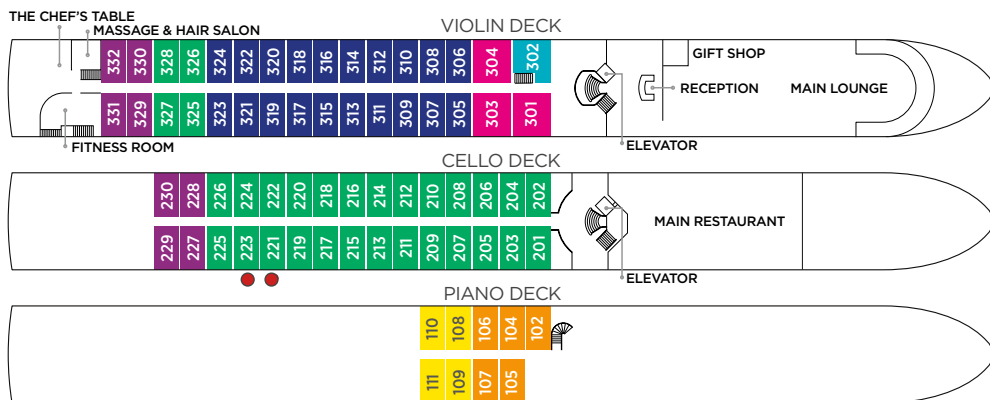 THE CHEF'S TABLE
MASSAGE & HAIR SALON
VIOLIN DECK
332 330 328 326 324 322 320 318 316 314 312 310 308 306 304 302
GIFT SHOP
RECEPTION
MAIN LOUNGE
331 329 327 325 323 321 319 317 315 313 311 309 307 305 303 301
FITNESS ROOM
ELEVATOR
CELLO DECK
230 228 226 224 222 220 218 216 214 212 210 208 206 204 202
MAIN RESTAURANT
229 227 225 223 221 219 217 215 213 211 209 207 205 203 201
ELEVATOR
PIANO DECK
110 108 106 104 102
111 109 107 105